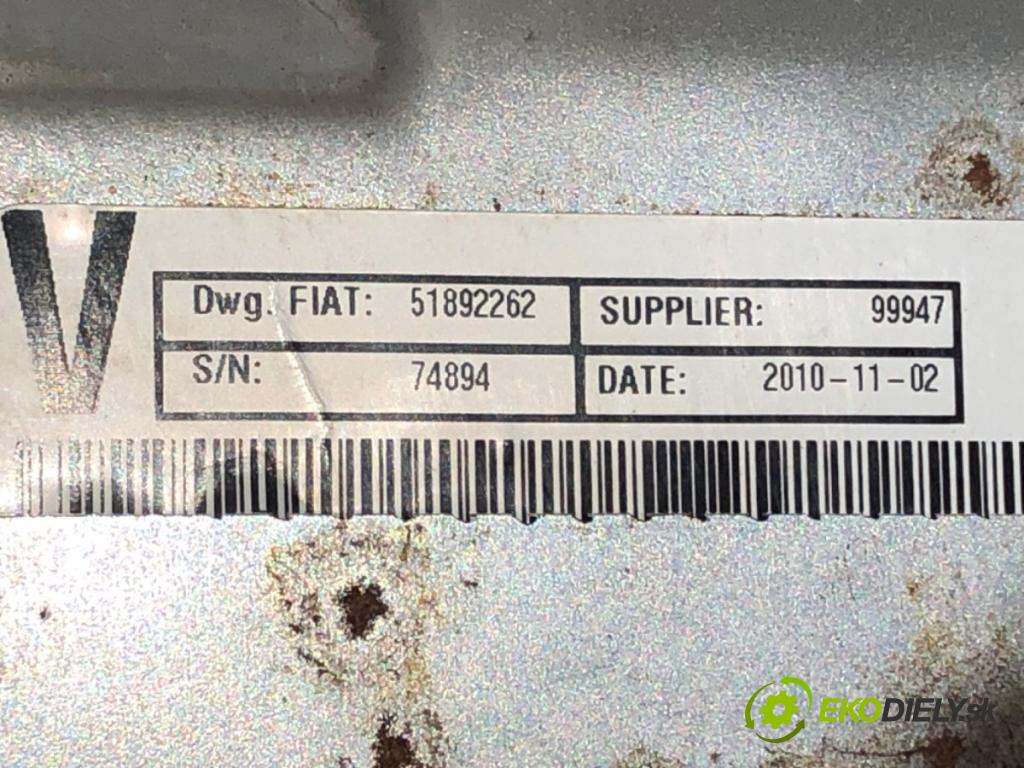 V
Dwg. FIAT: 51892262 SUPPLIER: 99947
S/N: 74894 DATE: 2010-11-02
EKODIELY.sk